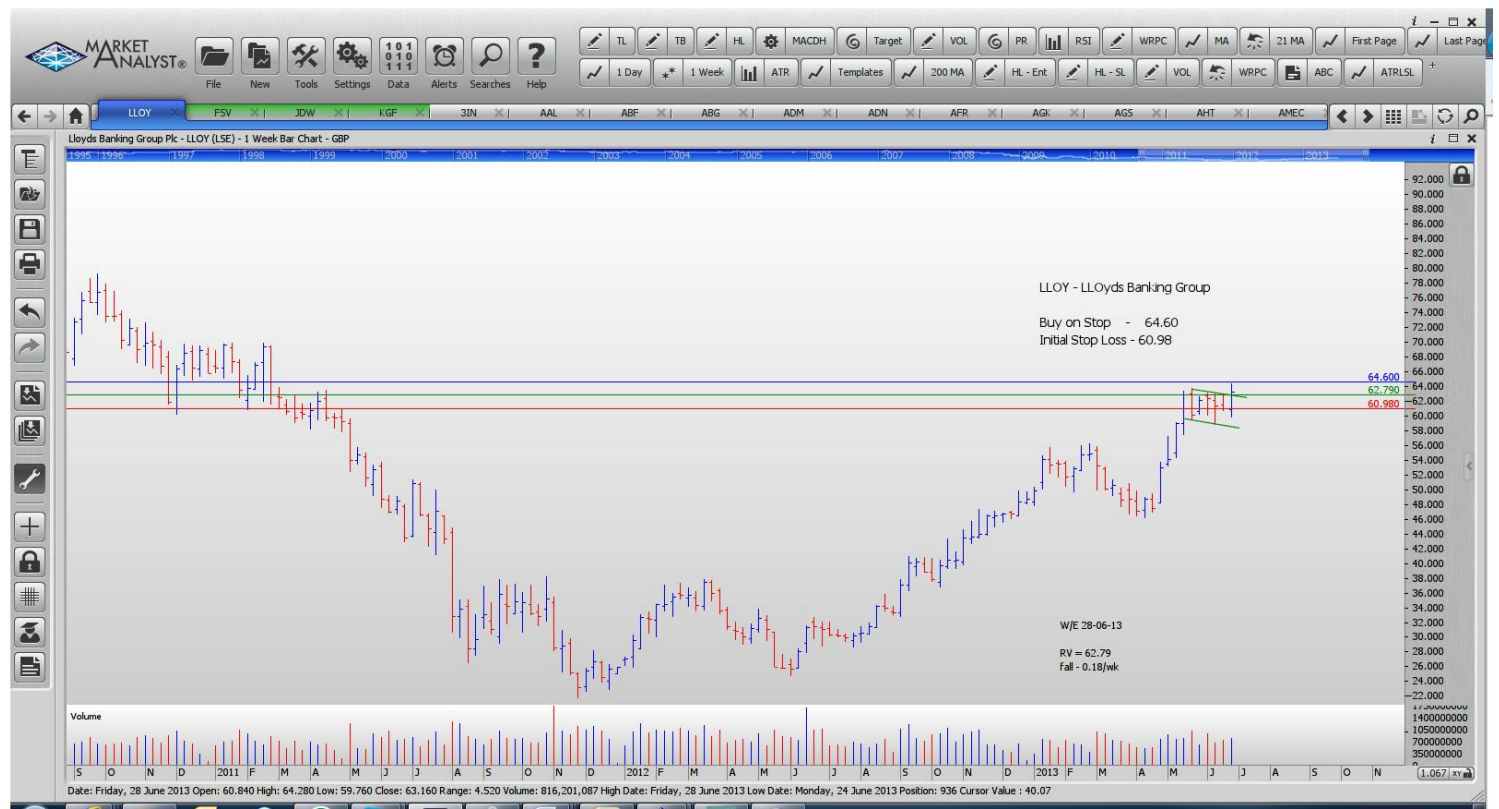 i
MARKET
ANALYST®
File New Tools Settings Data Alerts Searches Help
101
010
111
TL TB HL MACDH Target VOL PR RSI WRPC MA 21 MA First Page Last Page
1 Day 1 Week ATR Templates 200 MA HL - Ent HL - SL VOL WRPC ABC ATRLSL +
LLOY FSV JDW KGF 3IN AAL ABF ABG ADM ADN AFR AGK AGS AHT AMEC
Lloyds Banking Group Plc - LLOY (LSE) - 1 Week Bar Chart - GBP
i
1995 1996 1997 1998 1999 2000 2001 2002 2003 2004 2005 2006 2007 2008 2009 2010 2011 2012 2013
92.000
90.000
88.000
86.000
84.000
82.000
80.000
78.000
76.000
74.000
72.000
70.000
68.000
66.000
64.000
62.000
60.000
58.000
56.000
54.000
52.000
50.000
48.000
46.000
44.000
42.000
40.000
38.000
36.000
34.000
32.000
30.000
28.000
26.000
24.000
22.000
LLOY - LLOyds Banking Group
Buy on Stop - 64.60
Initial Stop Loss - 60.98
64.600
62.790
60.980
W/E 28-06-13
RV = 62.79
fall - 0.18/wk
Volume
1750000000
1400000000
1050000000
700000000
350000000
0
S O N D 2011 F M A M J J A S O N D 2012 F M A M J J A S O N D 2013 F M A M J J A S O N
1.067 XY
Date: Friday, 28 June 2013 Open: 60.840 High: 64.280 Low: 59.760 Close: 63.160 Range: 4.520 Volume: 816,201,087 High Date: Friday, 28 June 2013 Low Date: Monday, 24 June 2013 Position: 936 Cursor Value : 40.07